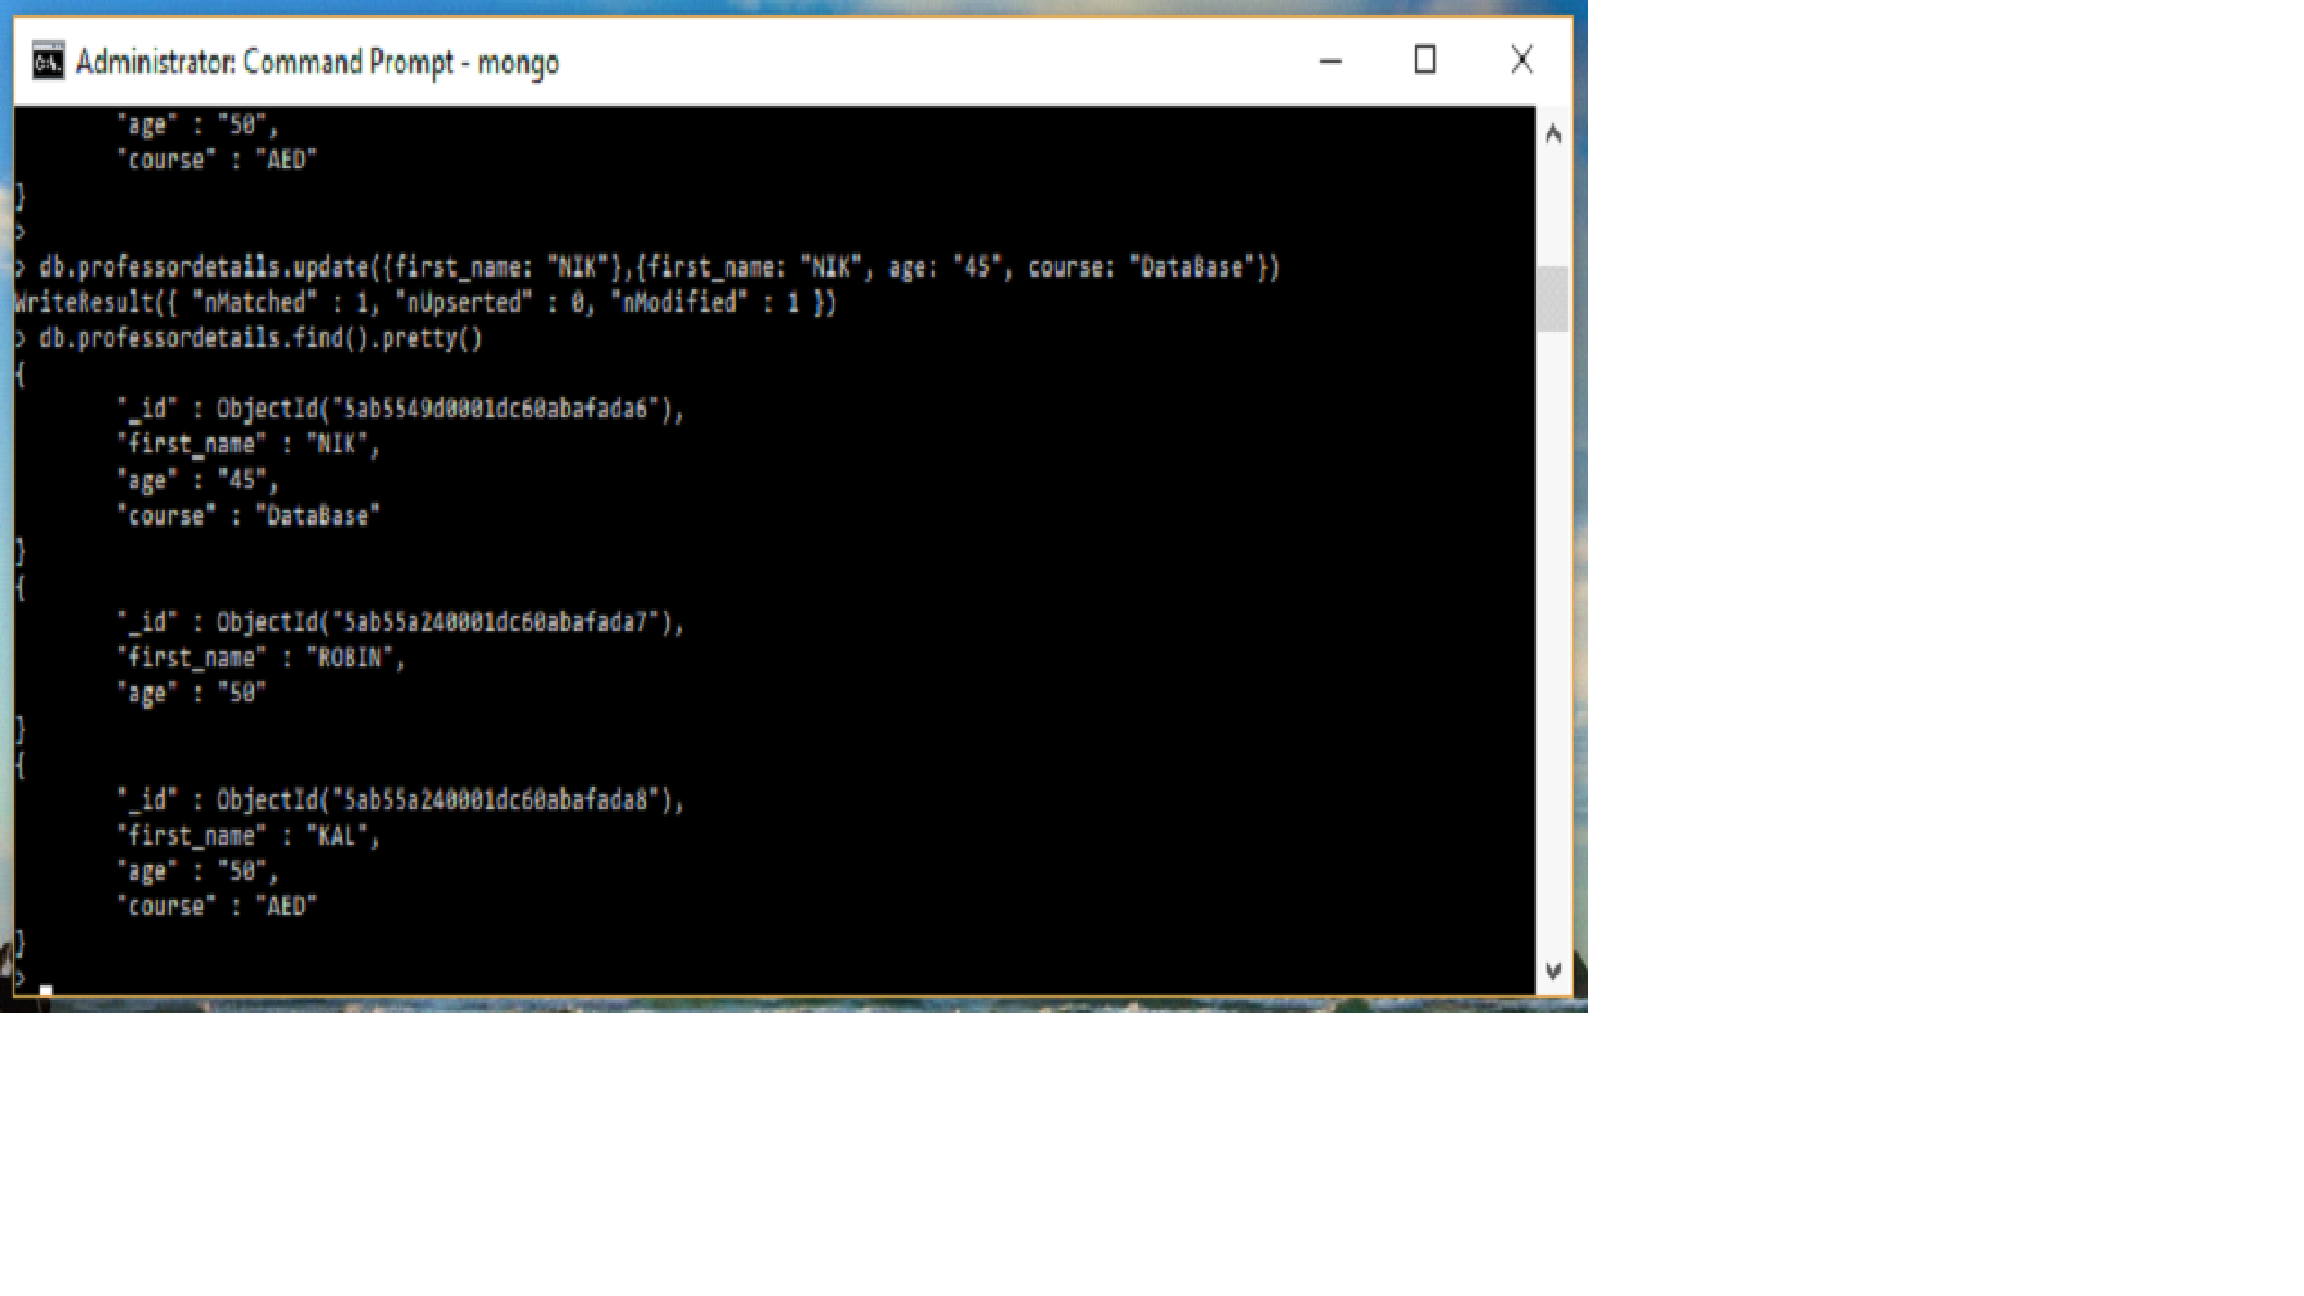 Administrator: Command Prompt - mongo
"age" : "50",
"course" : "AED"
}
>
> db.professordetails.update({first_name: "NIK"},{first_name: "NIK", age: "45", course: "DataBase"})
WriteResult({ "nMatched" : 1, "nUpserted" : 0, "nModified" : 1 })
> db.professordetails.find().pretty()
{
"_id" : ObjectId("5ab5549d0001dc60abafada6"),
"first_name" : "NIK",
"age" : "45",
"course" : "DataBase"
}
{
"_id" : ObjectId("5ab55a240001dc60abafada7"),
"first_name" : "ROBIN",
"age" : "50"
}
{
"_id" : ObjectId("5ab55a240001dc60abafada8"),
"first_name" : "KAL",
"age" : "50",
"course" : "AED"
}
>